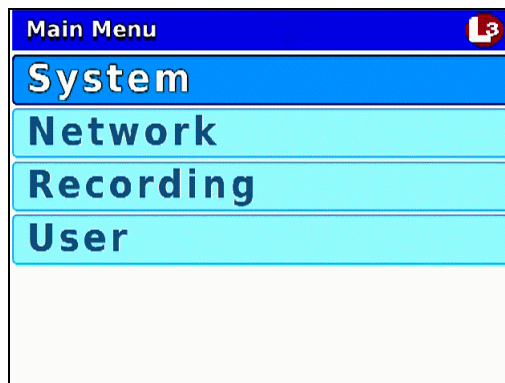 Main Menu
L3
System
Network
Recording
User